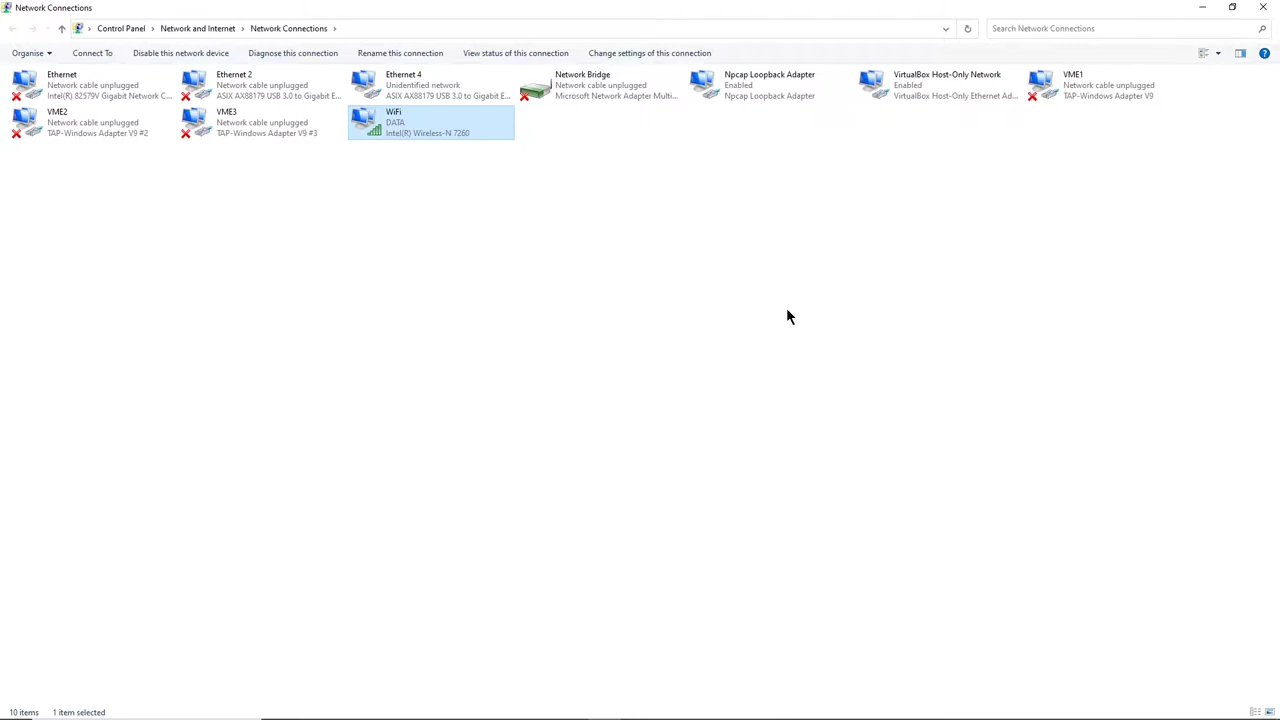 Network Connections
Control Panel > Network and Internet > Network Connections >
Search Network Connections
Organise Connect To Disable this network device Diagnose this connection Rename this connection View status of this connection Change settings of this connection
Ethernet
Network cable unplugged
Intel(R) 82579V Gigabit Network C...
Ethernet 2
Network cable unplugged
ASIX AX88179 USB 3.0 to Gigabit E...
Ethernet 4
Unidentified network
ASIX AX88179 USB 3.0 to Gigabit E...
Network Bridge
Network cable unplugged
Microsoft Network Adapter Multi...
Npcap Loopback Adapter
Enabled
Npcap Loopback Adapter
VirtualBox Host-Only Network
Enabled
VirtualBox Host-Only Ethernet Ad...
VME1
Network cable unplugged
TAP-Windows Adapter V9
VME2
Network cable unplugged
TAP-Windows Adapter V9 #2
VME3
Network cable unplugged
TAP-Windows Adapter V9 #3
WiFi
DATA
Intel(R) Wireless-N 7260
10 items 1 item selected